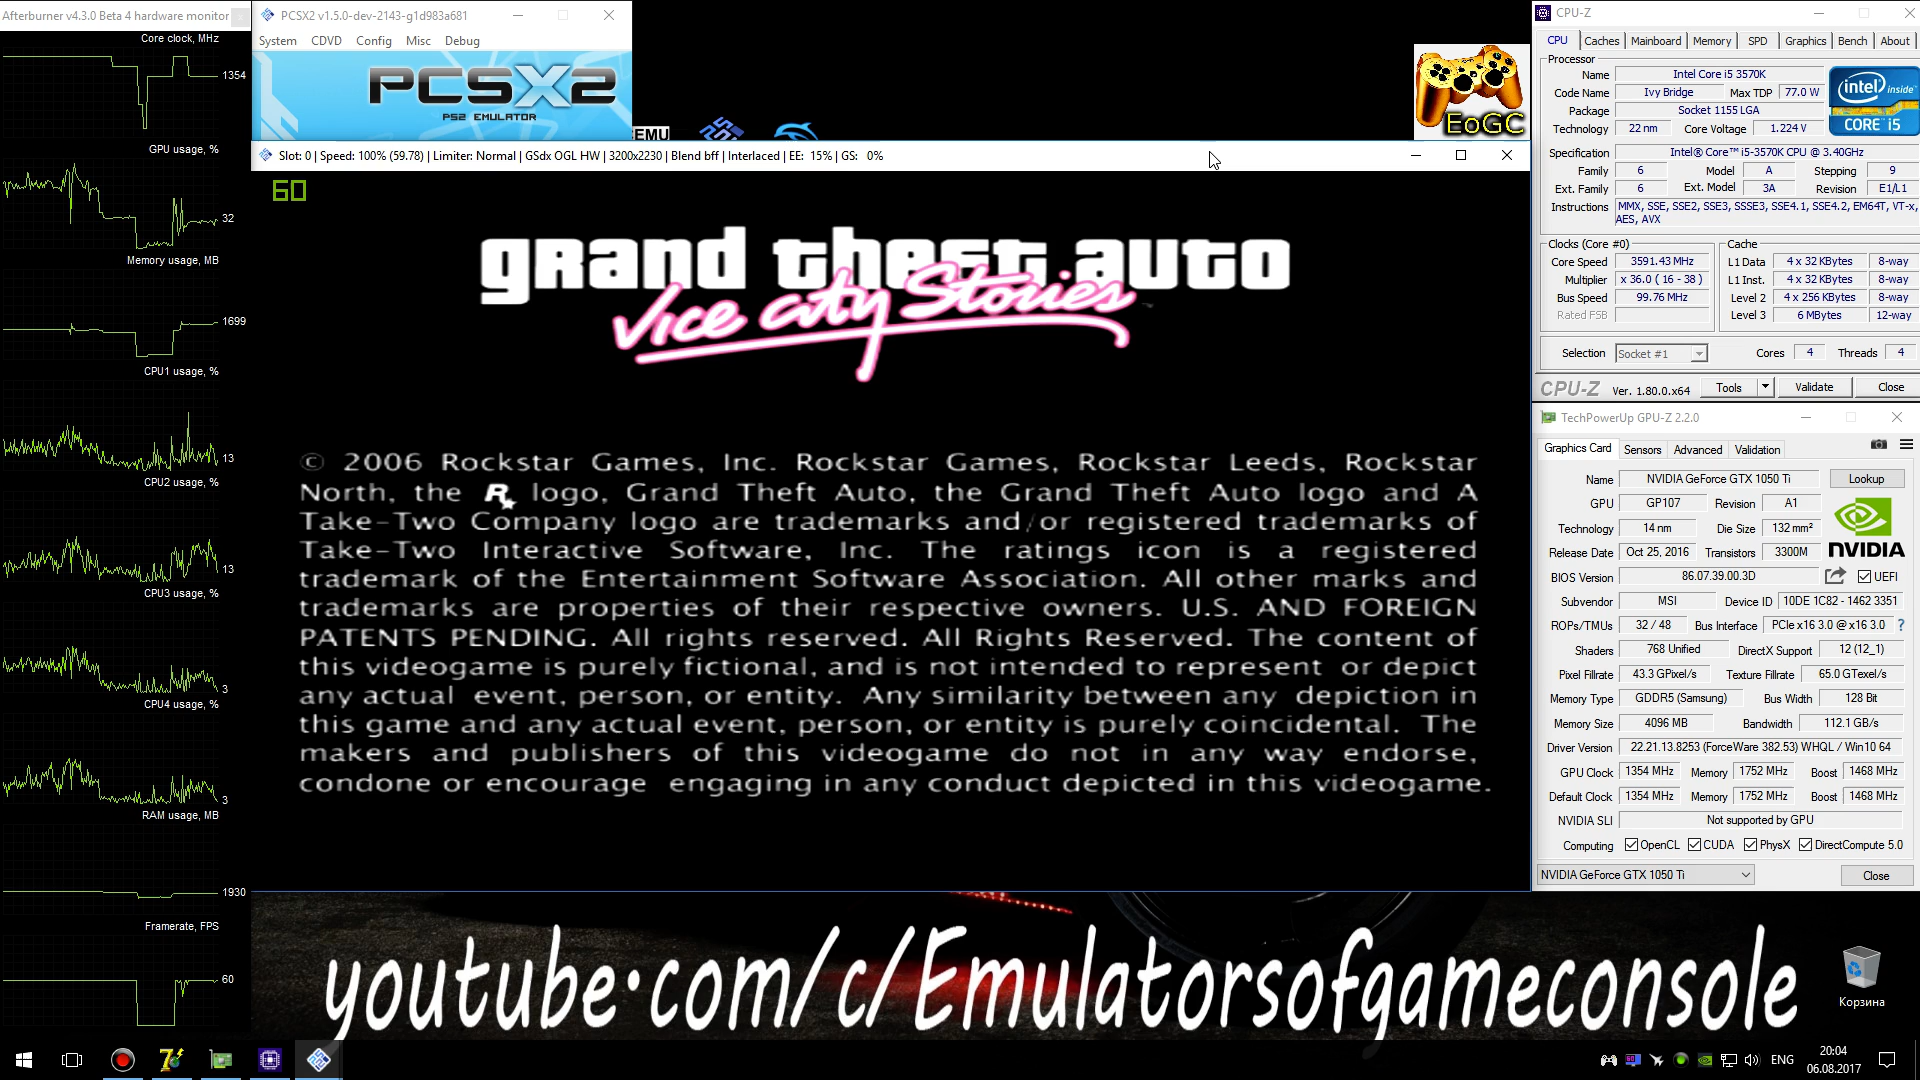 Afterburner v4.3.0 Beta 4 hardware monitor
Core clock, MHz
1354
GPU usage, %
32
Memory usage, MB
1699
CPU1 usage, %
13
CPU2 usage, %
13
CPU3 usage, %
3
CPU4 usage, %
3
RAM usage, MB
1930
Framerate, FPS
60
PCSX2 v1.5.0-dev-2143-g1d983a681
System CDVD Config Misc Debug
PCSX2
PS2 EMULATOR
EMU
EoGC
Slot: 0 | Speed: 100% (59.78) | Limiter: Normal | GSdx OGL HW | 3200x2230 | Blend bff | Interlaced | EE: 15% | GS: 0%
60
grand theft auto
Vice City Stories
© 2006 Rockstar Games, Inc. Rockstar Games, Rockstar Leeds, Rockstar
North, the R logo, Grand Theft Auto, the Grand Theft Auto logo and A
Take-Two Company logo are trademarks and/or registered trademarks of
Take-Two Interactive Software, Inc. The ratings icon is a registered
trademark of the Entertainment Software Association. All other marks and
trademarks are properties of their respective owners. U.S. AND FOREIGN
PATENTS PENDING. All rights reserved. All Rights Reserved. The content of
this videogame is purely fictional, and is not intended to represent or depict
any actual event, person, or entity. Any similarity between any depiction in
this game and any actual event, person, or entity is purely coincidental. The
makers and publishers of this videogame do not in any way endorse,
condone or encourage engaging in any conduct depicted in this videogame.
CPU-Z
CPU Caches Mainboard Memory SPD Graphics Bench About
Processor
Name Intel Core i5 3570K
Code Name Ivy Bridge Max TDP 77.0 W
Package Socket 1155 LGA
Technology 22 nm Core Voltage 1.224 V
intel inside™
CORE i5
Specification Intel® Core™ i5-3570K CPU @ 3.40GHz
Family 6 Model A Stepping 9
Ext. Family 6 Ext. Model 3A Revision E1/L1
Instructions MMX, SSE, SSE2, SSE3, SSSE3, SSE4.1, SSE4.2, EM64T, VT-x,
AES, AVX
Clocks (Core #0) Cache
Core Speed 3591.43 MHz L1 Data 4 x 32 KBytes 8-way
Multiplier x 36.0 ( 16 - 38 ) L1 Inst. 4 x 32 KBytes 8-way
Bus Speed 99.76 MHz Level 2 4 x 256 KBytes 8-way
Rated FSB Level 3 6 MBytes 12-way
Selection Socket #1 Cores 4 Threads 4
CPU-Z Ver. 1.80.0.x64 Tools Validate Close
TechPowerUp GPU-Z 2.2.0
Graphics Card Sensors Advanced Validation
Name NVIDIA GeForce GTX 1050 Ti Lookup
GPU GP107 Revision A1
Technology 14 nm Die Size 132 mm²
Release Date Oct 25, 2016 Transistors 3300M
NVIDIA
BIOS Version 86.07.39.00.3D UEFI
Subvendor MSI Device ID 10DE 1C82 - 1462 3351
ROPs/TMUs 32 / 48 Bus Interface PCIe x16 3.0 @ x16 3.0 ?
Shaders 768 Unified DirectX Support 12 (12_1)
Pixel Fillrate 43.3 GPixel/s Texture Fillrate 65.0 GTexel/s
Memory Type GDDR5 (Samsung) Bus Width 128 Bit
Memory Size 4096 MB Bandwidth 112.1 GB/s
Driver Version 22.21.13.8253 (ForceWare 382.53) WHQL / Win10 64
GPU Clock 1354 MHz Memory 1752 MHz Boost 1468 MHz
Default Clock 1354 MHz Memory 1752 MHz Boost 1468 MHz
NVIDIA SLI Not supported by GPU
Computing OpenCL CUDA PhysX DirectCompute 5.0
NVIDIA GeForce GTX 1050 Ti Close
youtube.com/c/Emulatorsofgameconsole
Корзина
ENG
20:04
06.08.2017